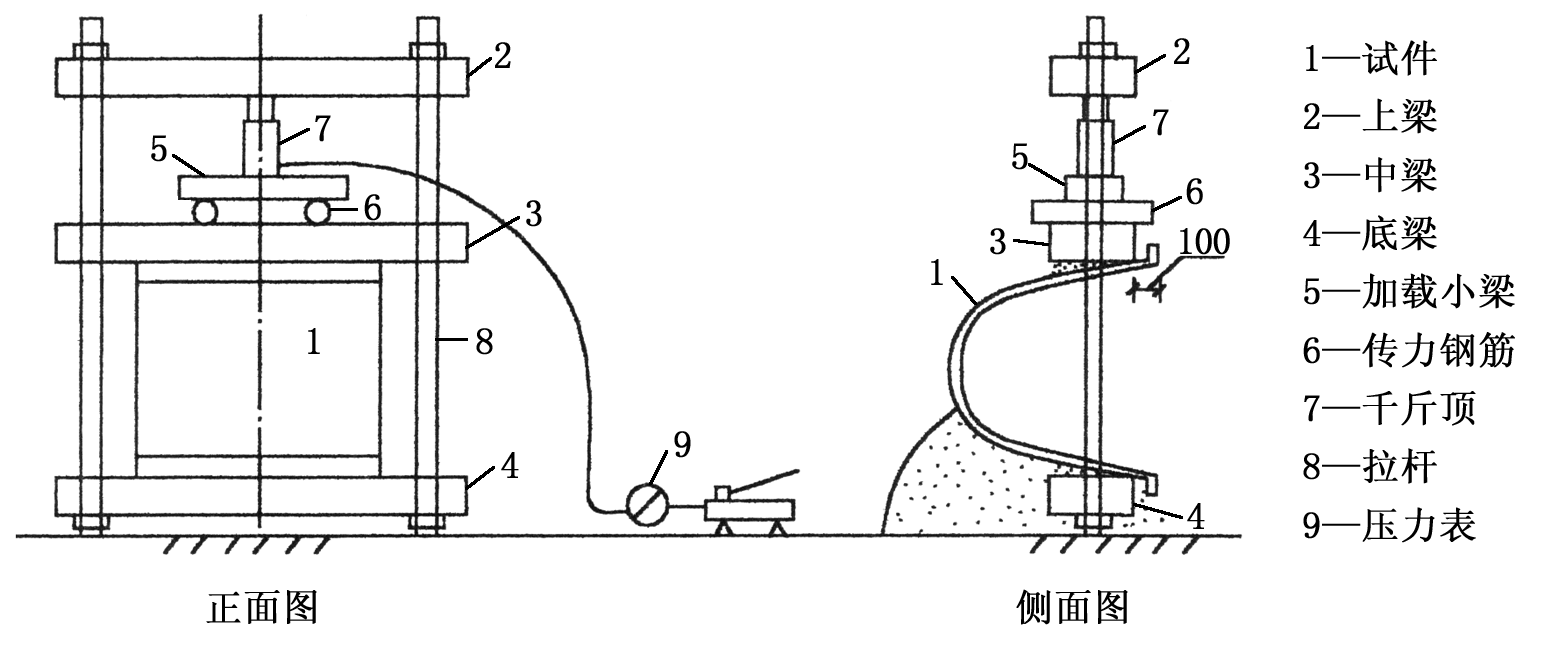 2
7
5
6
3
1
8
4
9
正面图
2
7
5
6
3
100
1
4
侧面图
1—试件
2—上梁
3—中梁
4—底梁
5—加载小梁
6—传力钢筋
7—千斤顶
8—拉杆
9—压力表